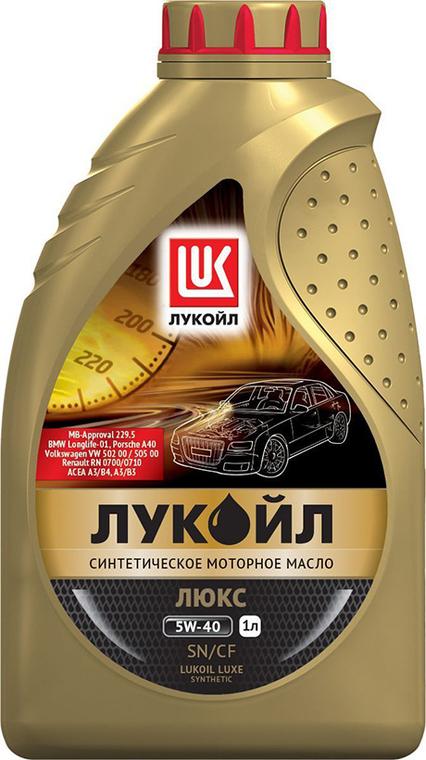 LUK
ЛУКОЙЛ
180
200
220
MB-Approval 229.5
BMW Longlife-01, Porsche A40
Volkswagen VW 502 00 / 505 00
Renault RN 0700/0710
ACEA A3/B4, A3/B3
ЛУКОЙЛ
СИНТЕТИЧЕСКОЕ МОТОРНОЕ МАСЛО
ЛЮКС
5W-40 1л
SN/CF
LUKOIL LUXE
SYNTHETIC